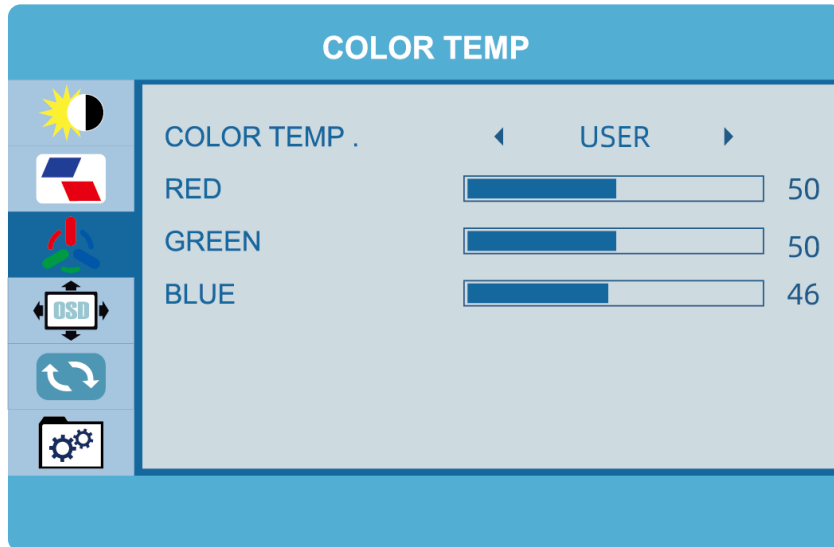 COLOR TEMP
COLOR TEMP . USER
RED 50
GREEN 50
BLUE 46
OSD